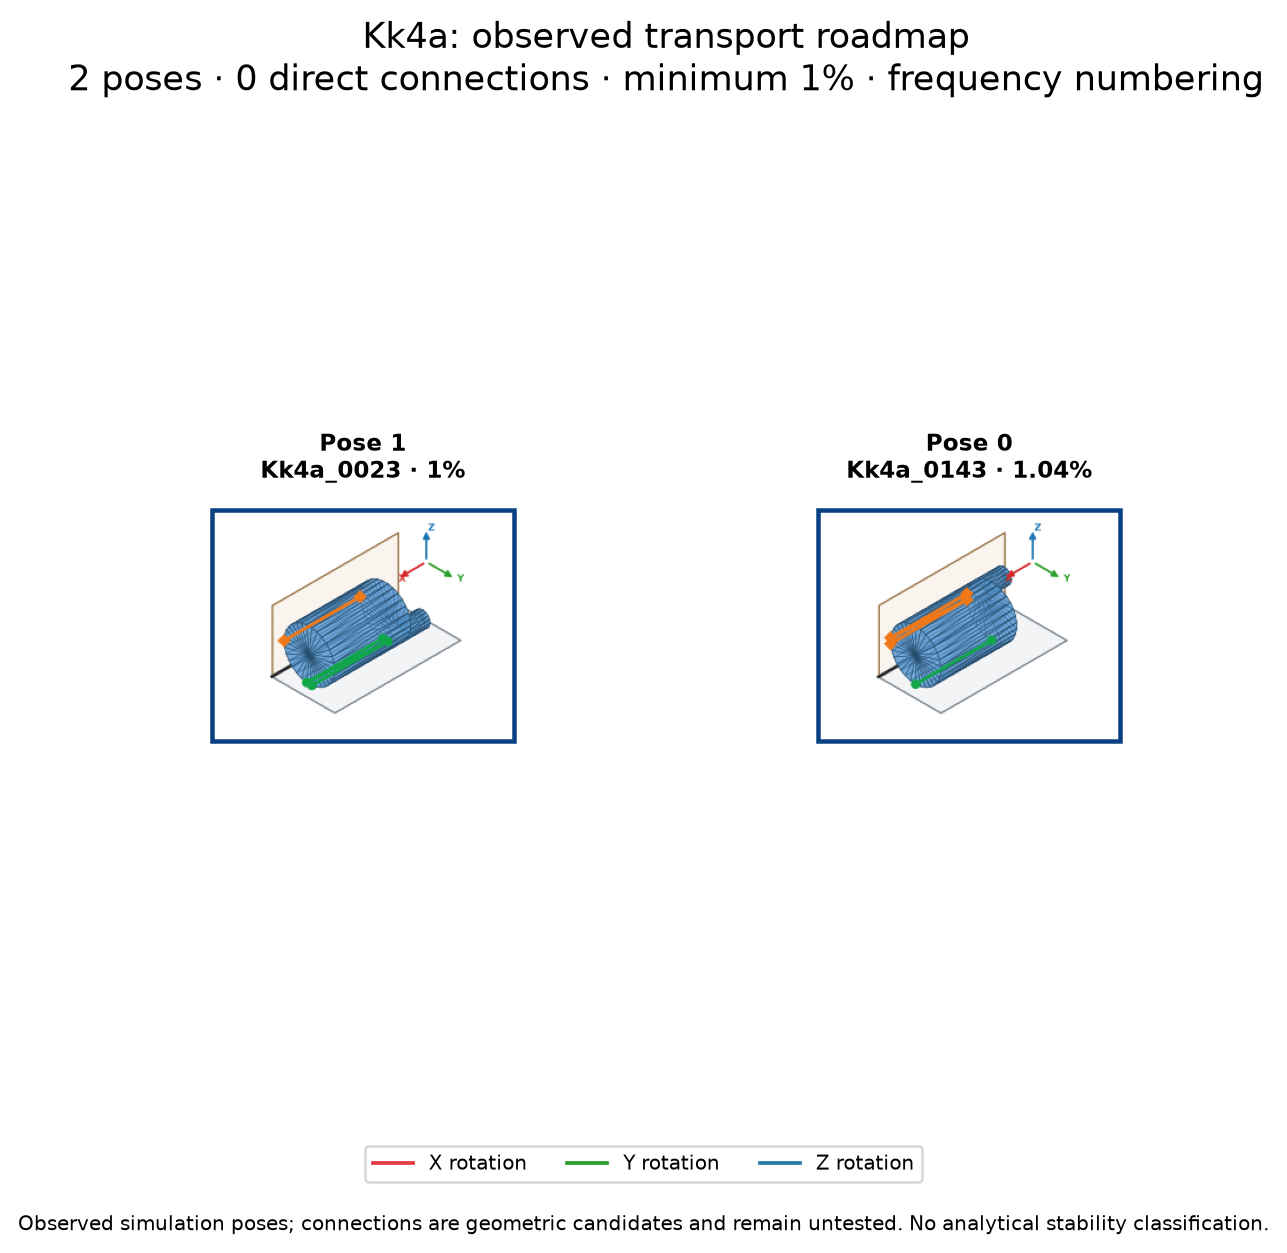 Kk4a: observed transport roadmap
2 poses · 0 direct connections · minimum 1% · frequency numbering
Pose 1
Kk4a_0023 · 1%
Z
X
Y
Pose 0
Kk4a_0143 · 1.04%
Z
Y
X rotation
Y rotation
Z rotation
Observed simulation poses; connections are geometric candidates and remain untested. No analytical stability classification.